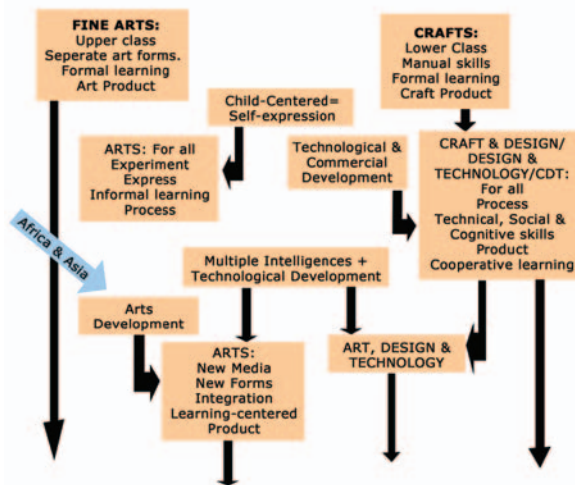 FINE ARTS:
Upper class
Seperate art forms.
Formal learning
Art Product
CRAFTS:
Lower Class
Manual skills
Formal learning
Craft Product
Child-Centered=
Self-expression
ARTS: For all
Experiment
Express
Informal learning
Process
Technological &
Commercial
Development
CRAFT & DESIGN/
DESIGN &
TECHNOLOGY/CDT:
For all
Process
Technical, Social &
Cognitive skills
Product
Cooperative learning
Africa & Asia
Multiple Intelligences +
Technological Development
Arts
Development
ARTS:
New Media
New Forms
Integration
Learning-centered
Product
ART, DESIGN &
TECHNOLOGY